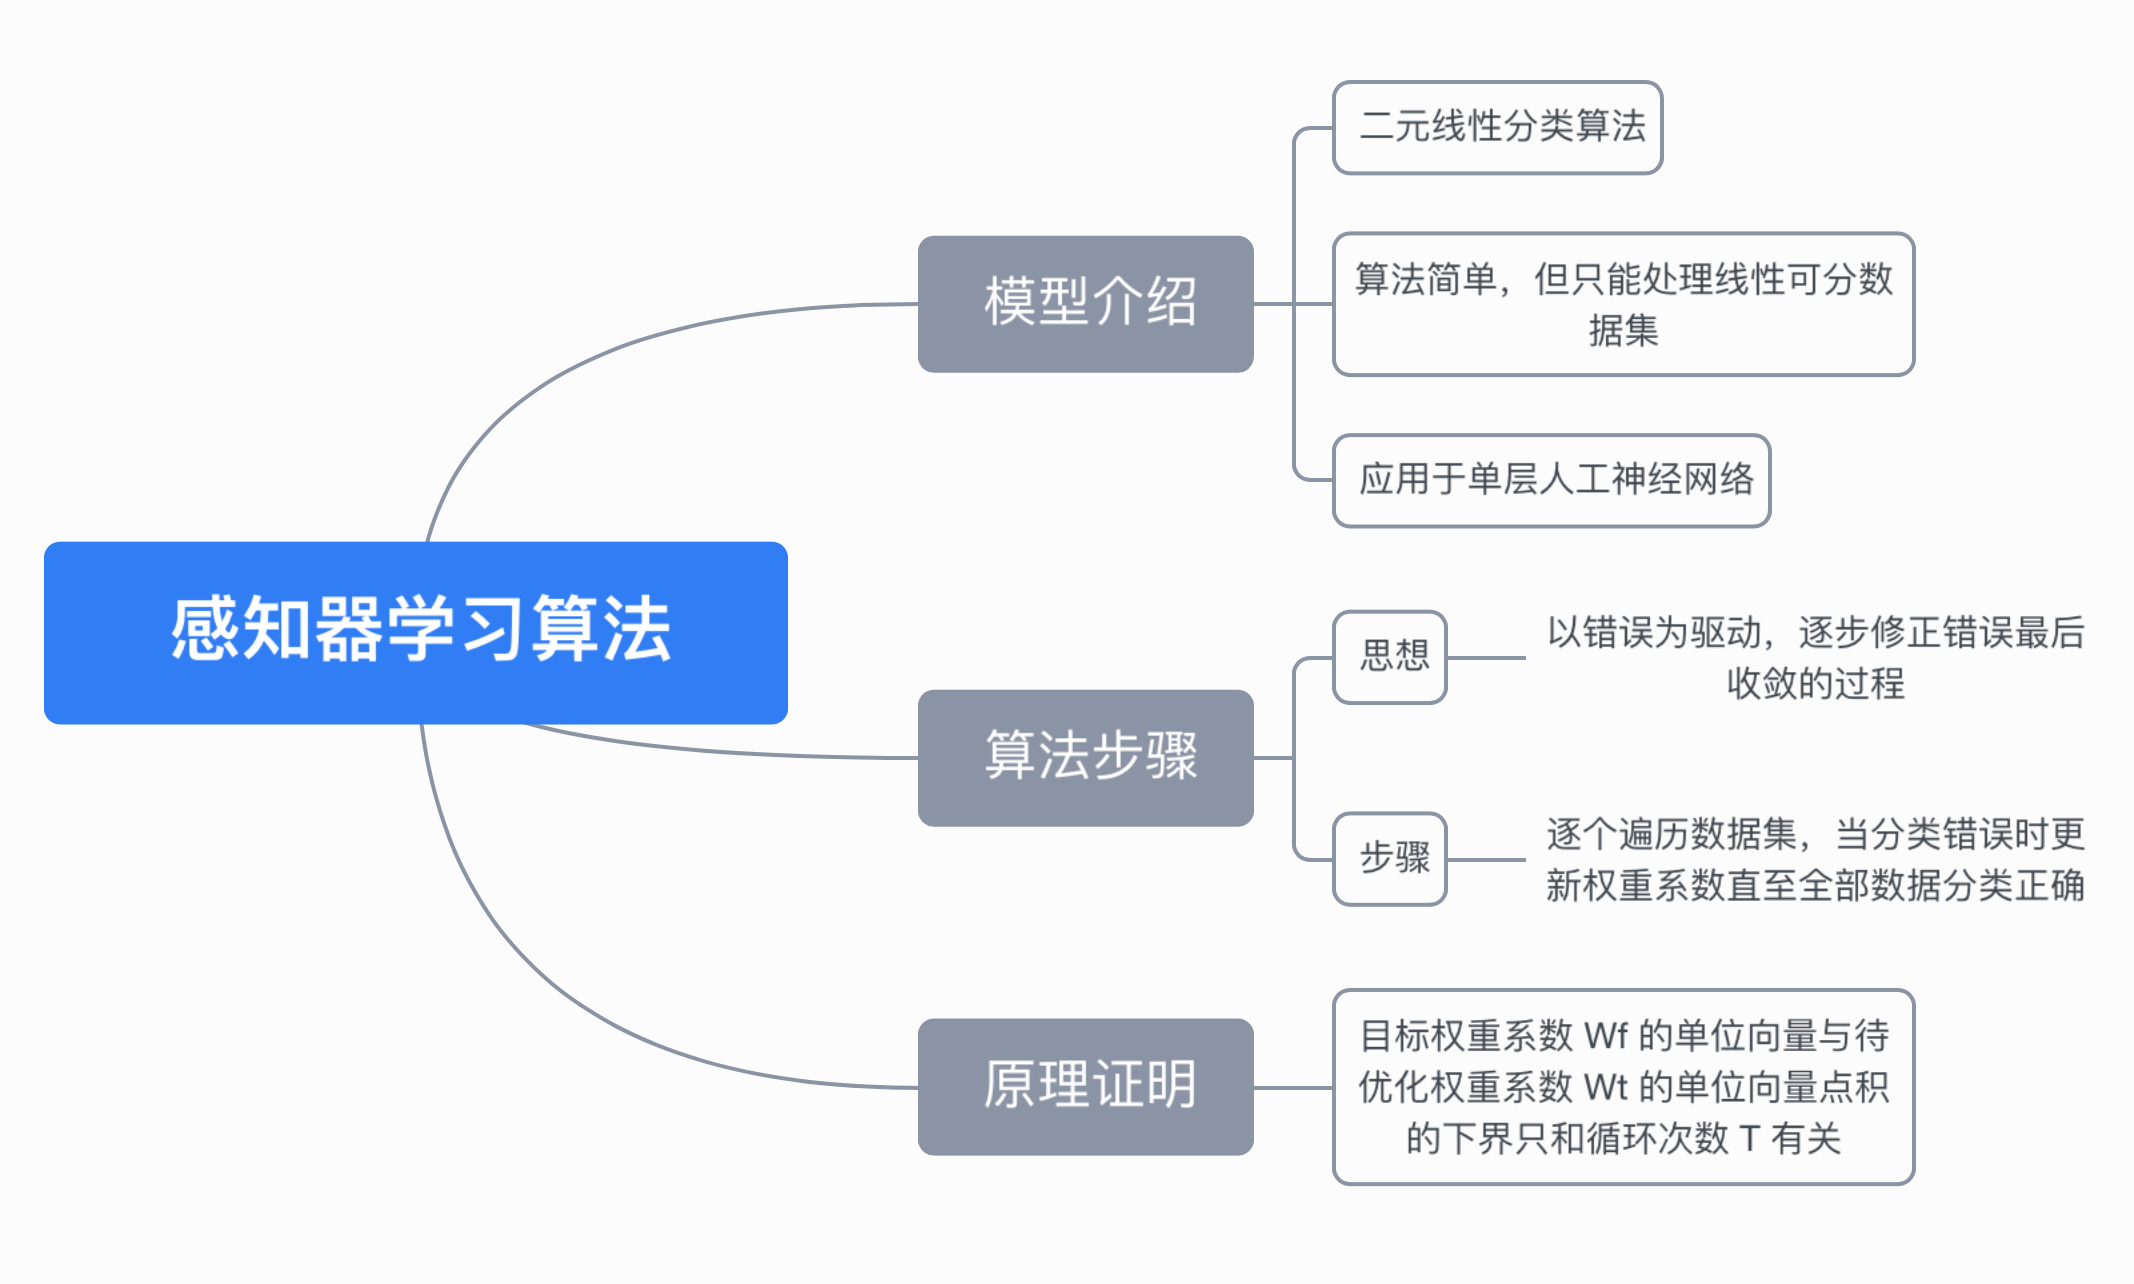 感知器学习算法
模型介绍
二元线性分类算法
算法简单，但只能处理线性可分数
据集
应用于单层人工神经网络
算法步骤
思想
以错误为驱动，逐步修正错误最后
收敛的过程
步骤
逐个遍历数据集，当分类错误时更
新权重系数直至全部数据分类正确
原理证明
目标权重系数 Wf 的单位向量与待
优化权重系数 Wt 的单位向量点积
的下界只和循环次数 T 有关